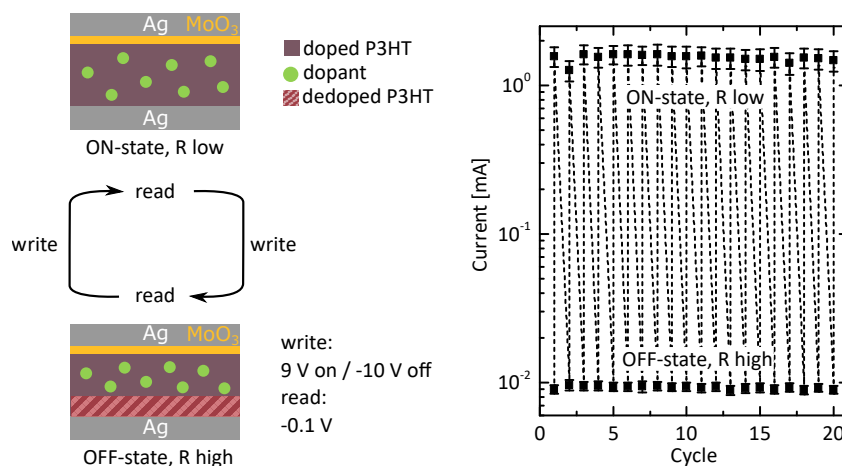 Ag MoO₃
doped P3HT
dopant
dedoped P3HT
Ag
ON-state, R low
read
write
write
read
Ag MoO₃
Ag
OFF-state, R high
write:
9 V on / -10 V off
read:
-0.1 V
Current [mA]
10⁰
10⁻¹
10⁻²
ON-state, R low
OFF-state, R high
0 5 10 15 20
Cycle